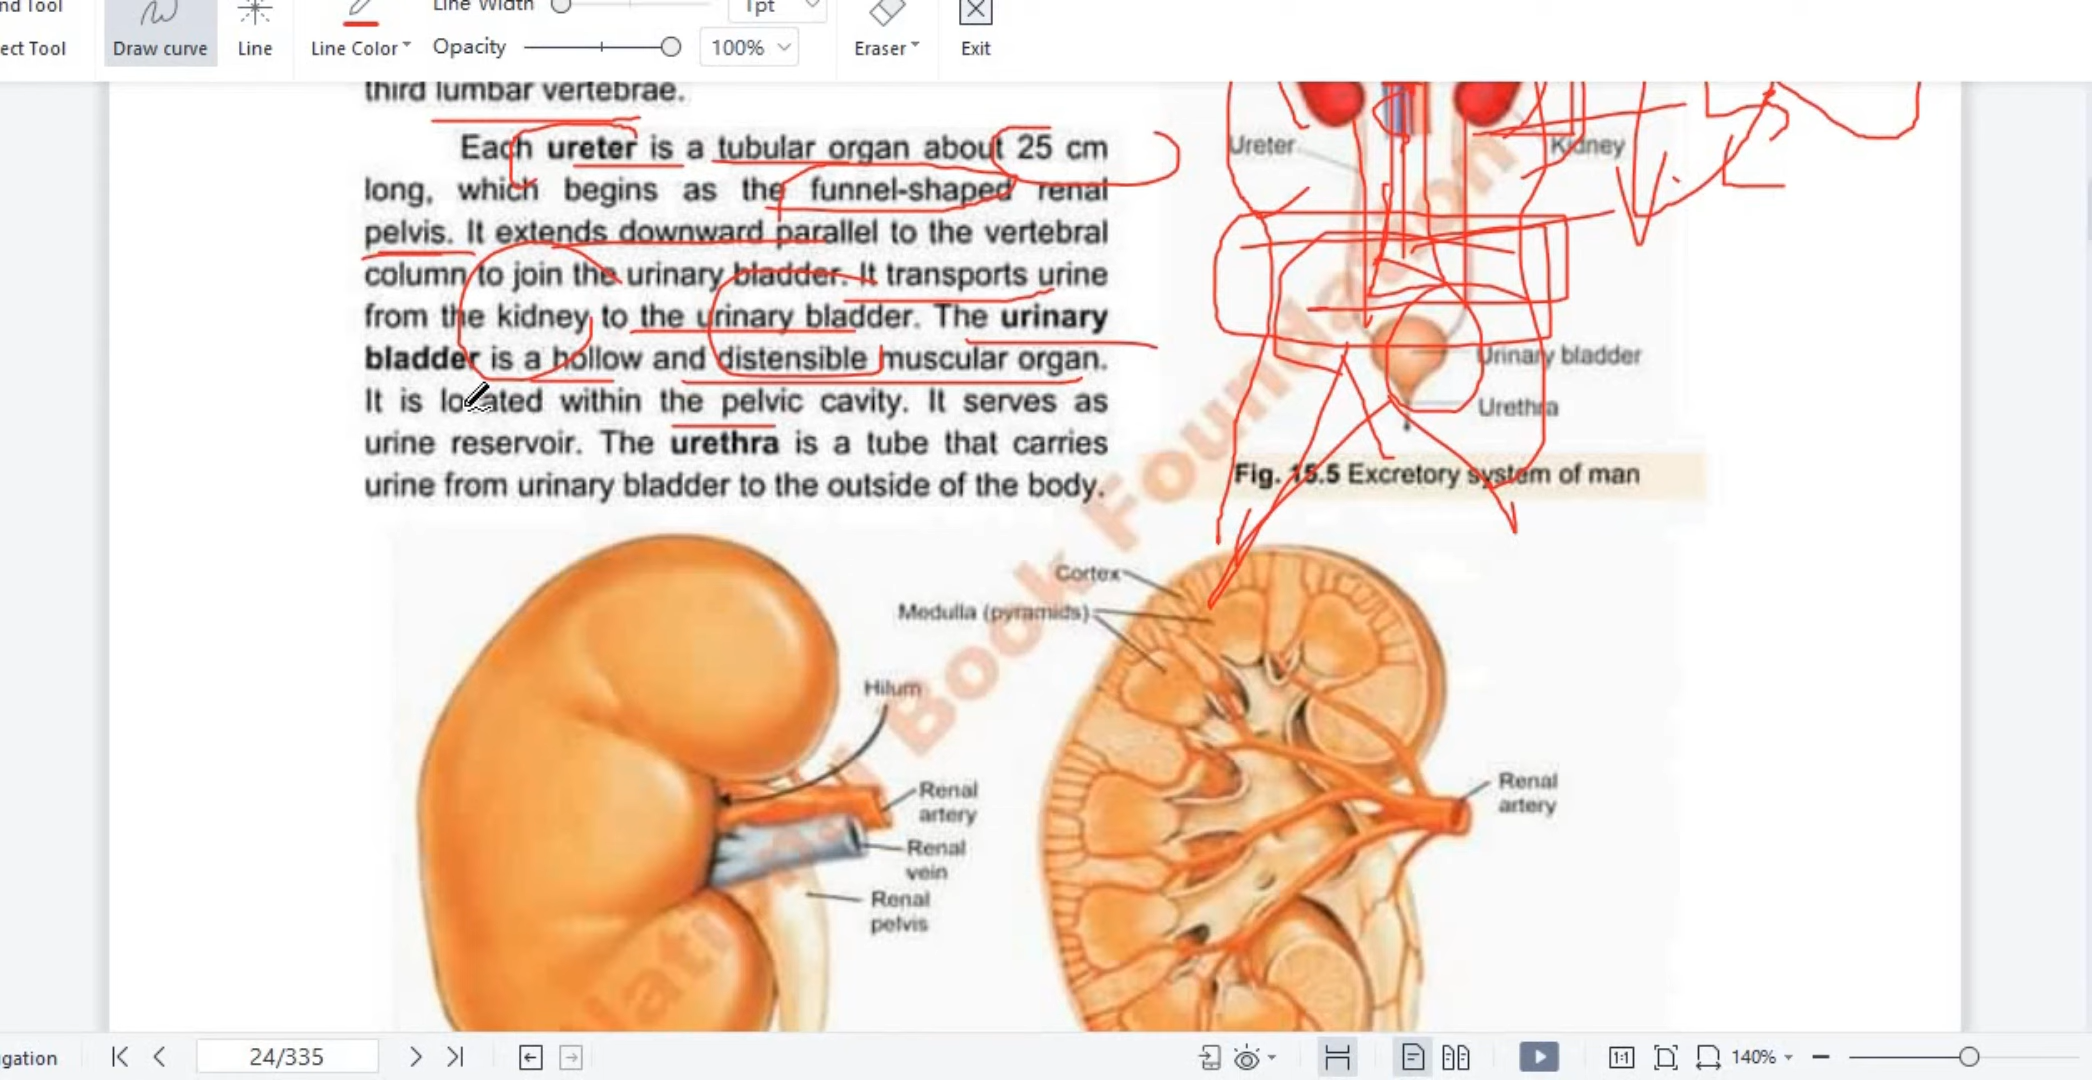 nd Tool
Line Width
1pt
ect Tool
Draw curve
Line
Line Color
Opacity
100%
Eraser
Exit
third lumbar vertebrae.
Each ureter is a tubular organ about 25 cm
long, which begins as the funnel-shaped renal
pelvis. It extends downward parallel to the vertebral
column to join the urinary bladder. It transports urine
from the kidney to the urinary bladder. The urinary
bladder is a hollow and distensible muscular organ.
It is located within the pelvic cavity. It serves as
urine reservoir. The urethra is a tube that carries
urine from urinary bladder to the outside of the body.
Ureter
Kidney
Urinary bladder
Urethra
Fig. 15.5 Excretory system of man
Cortex
Medulla (pyramids)
Hilum
Renal
artery
Renal
vein
Renal
pelvis
Renal
artery
Book Foundation
gation
24/335
1:1
140%